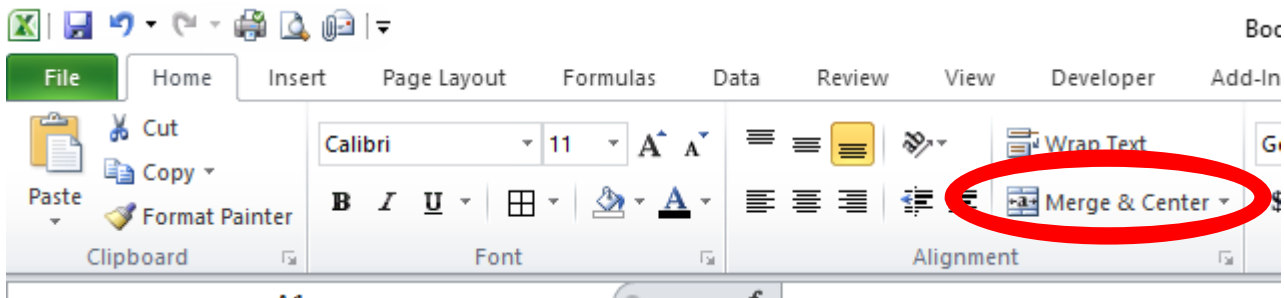 Boo
File Home Insert Page Layout Formulas Data Review View Developer Add-In
Cut
Calibri 11 A A Wrap Text
Copy
Paste
B I U A Merge & Center $
Format Painter
Clipboard Font Alignment